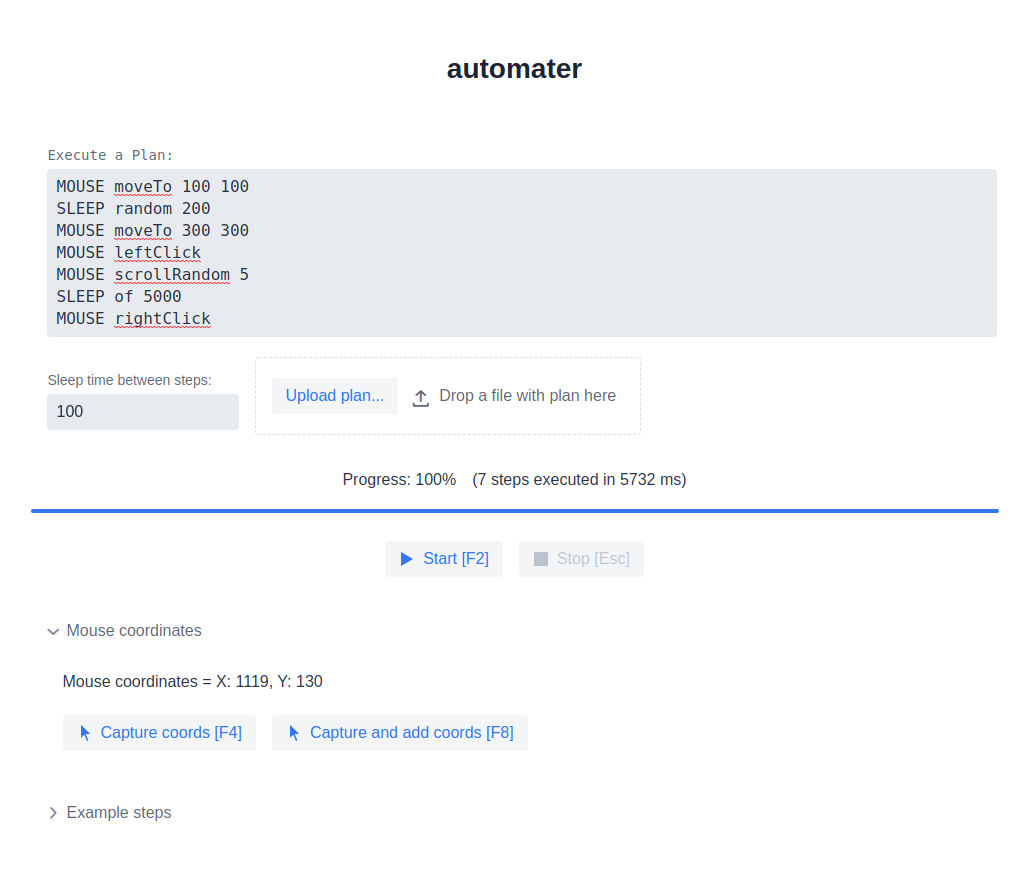 automater
Execute a Plan:
MOUSE moveTo 100 100
SLEEP random 200
MOUSE moveTo 300 300
MOUSE leftClick
MOUSE scrollRandom 5
SLEEP of 5000
MOUSE rightClick
Sleep time between steps:
100
Upload plan... Drop a file with plan here
Progress: 100% (7 steps executed in 5732 ms)
Start [F2] Stop [Esc]
Mouse coordinates
Mouse coordinates = X: 1119, Y: 130
Capture coords [F4] Capture and add coords [F8]
Example steps